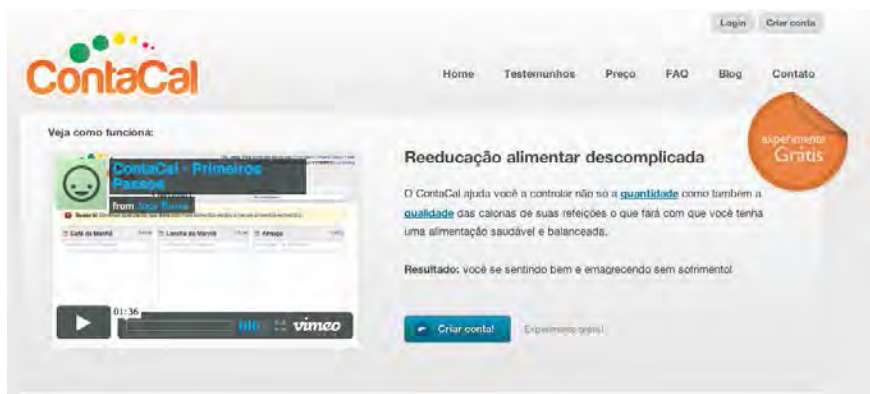 Login Criar conta
ContaCal
Home Testemunhos Preço FAQ Blog Contato
Veja como funciona:
experimente
Grátis
ContaCal - Primeiros
Passos
from
Reeducação alimentar descomplicada
O ContaCal ajuda você a controlar não só a quantidade como também a
qualidade das calorias de suas refeições o que fará com que você tenha
uma alimentação saudável e balanceada.
Resultado: você se sentindo bem e emagrecendo sem sofrimento!
Café da Manhã Lanche da Manhã Almoço
01:36
vimeo
Criar conta! Experimente grátis!